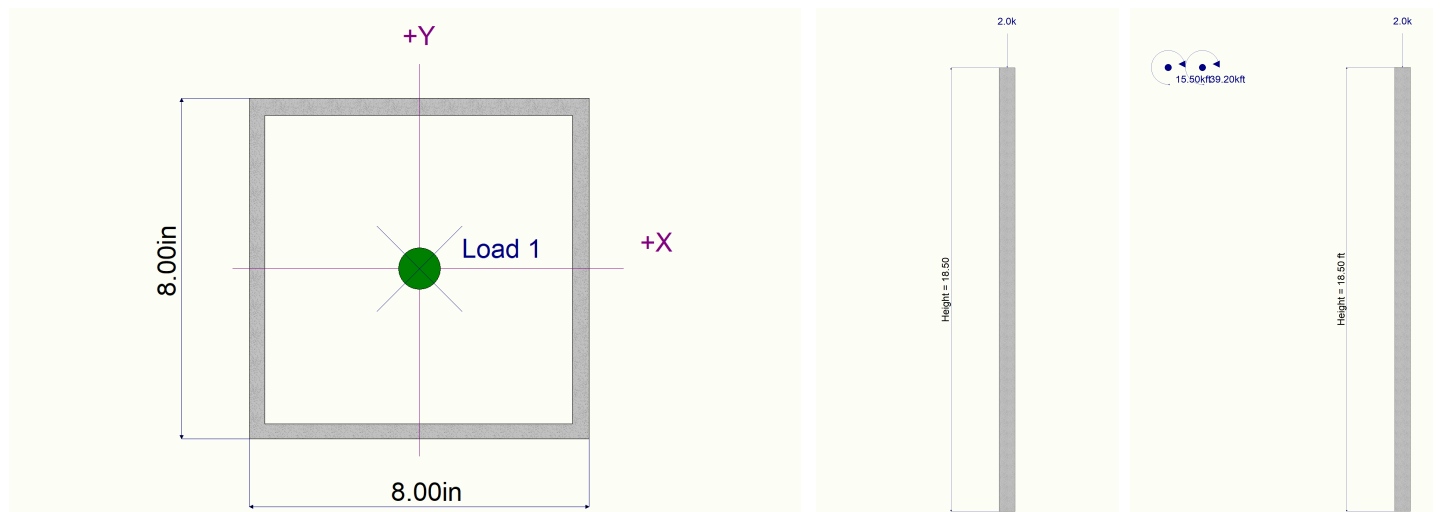 +Y
Load 1
+X
8.00in
8.00in
2.0k
Height = 18.50
2.0k
15.50kft
39.20kft
Height = 18.50 ft